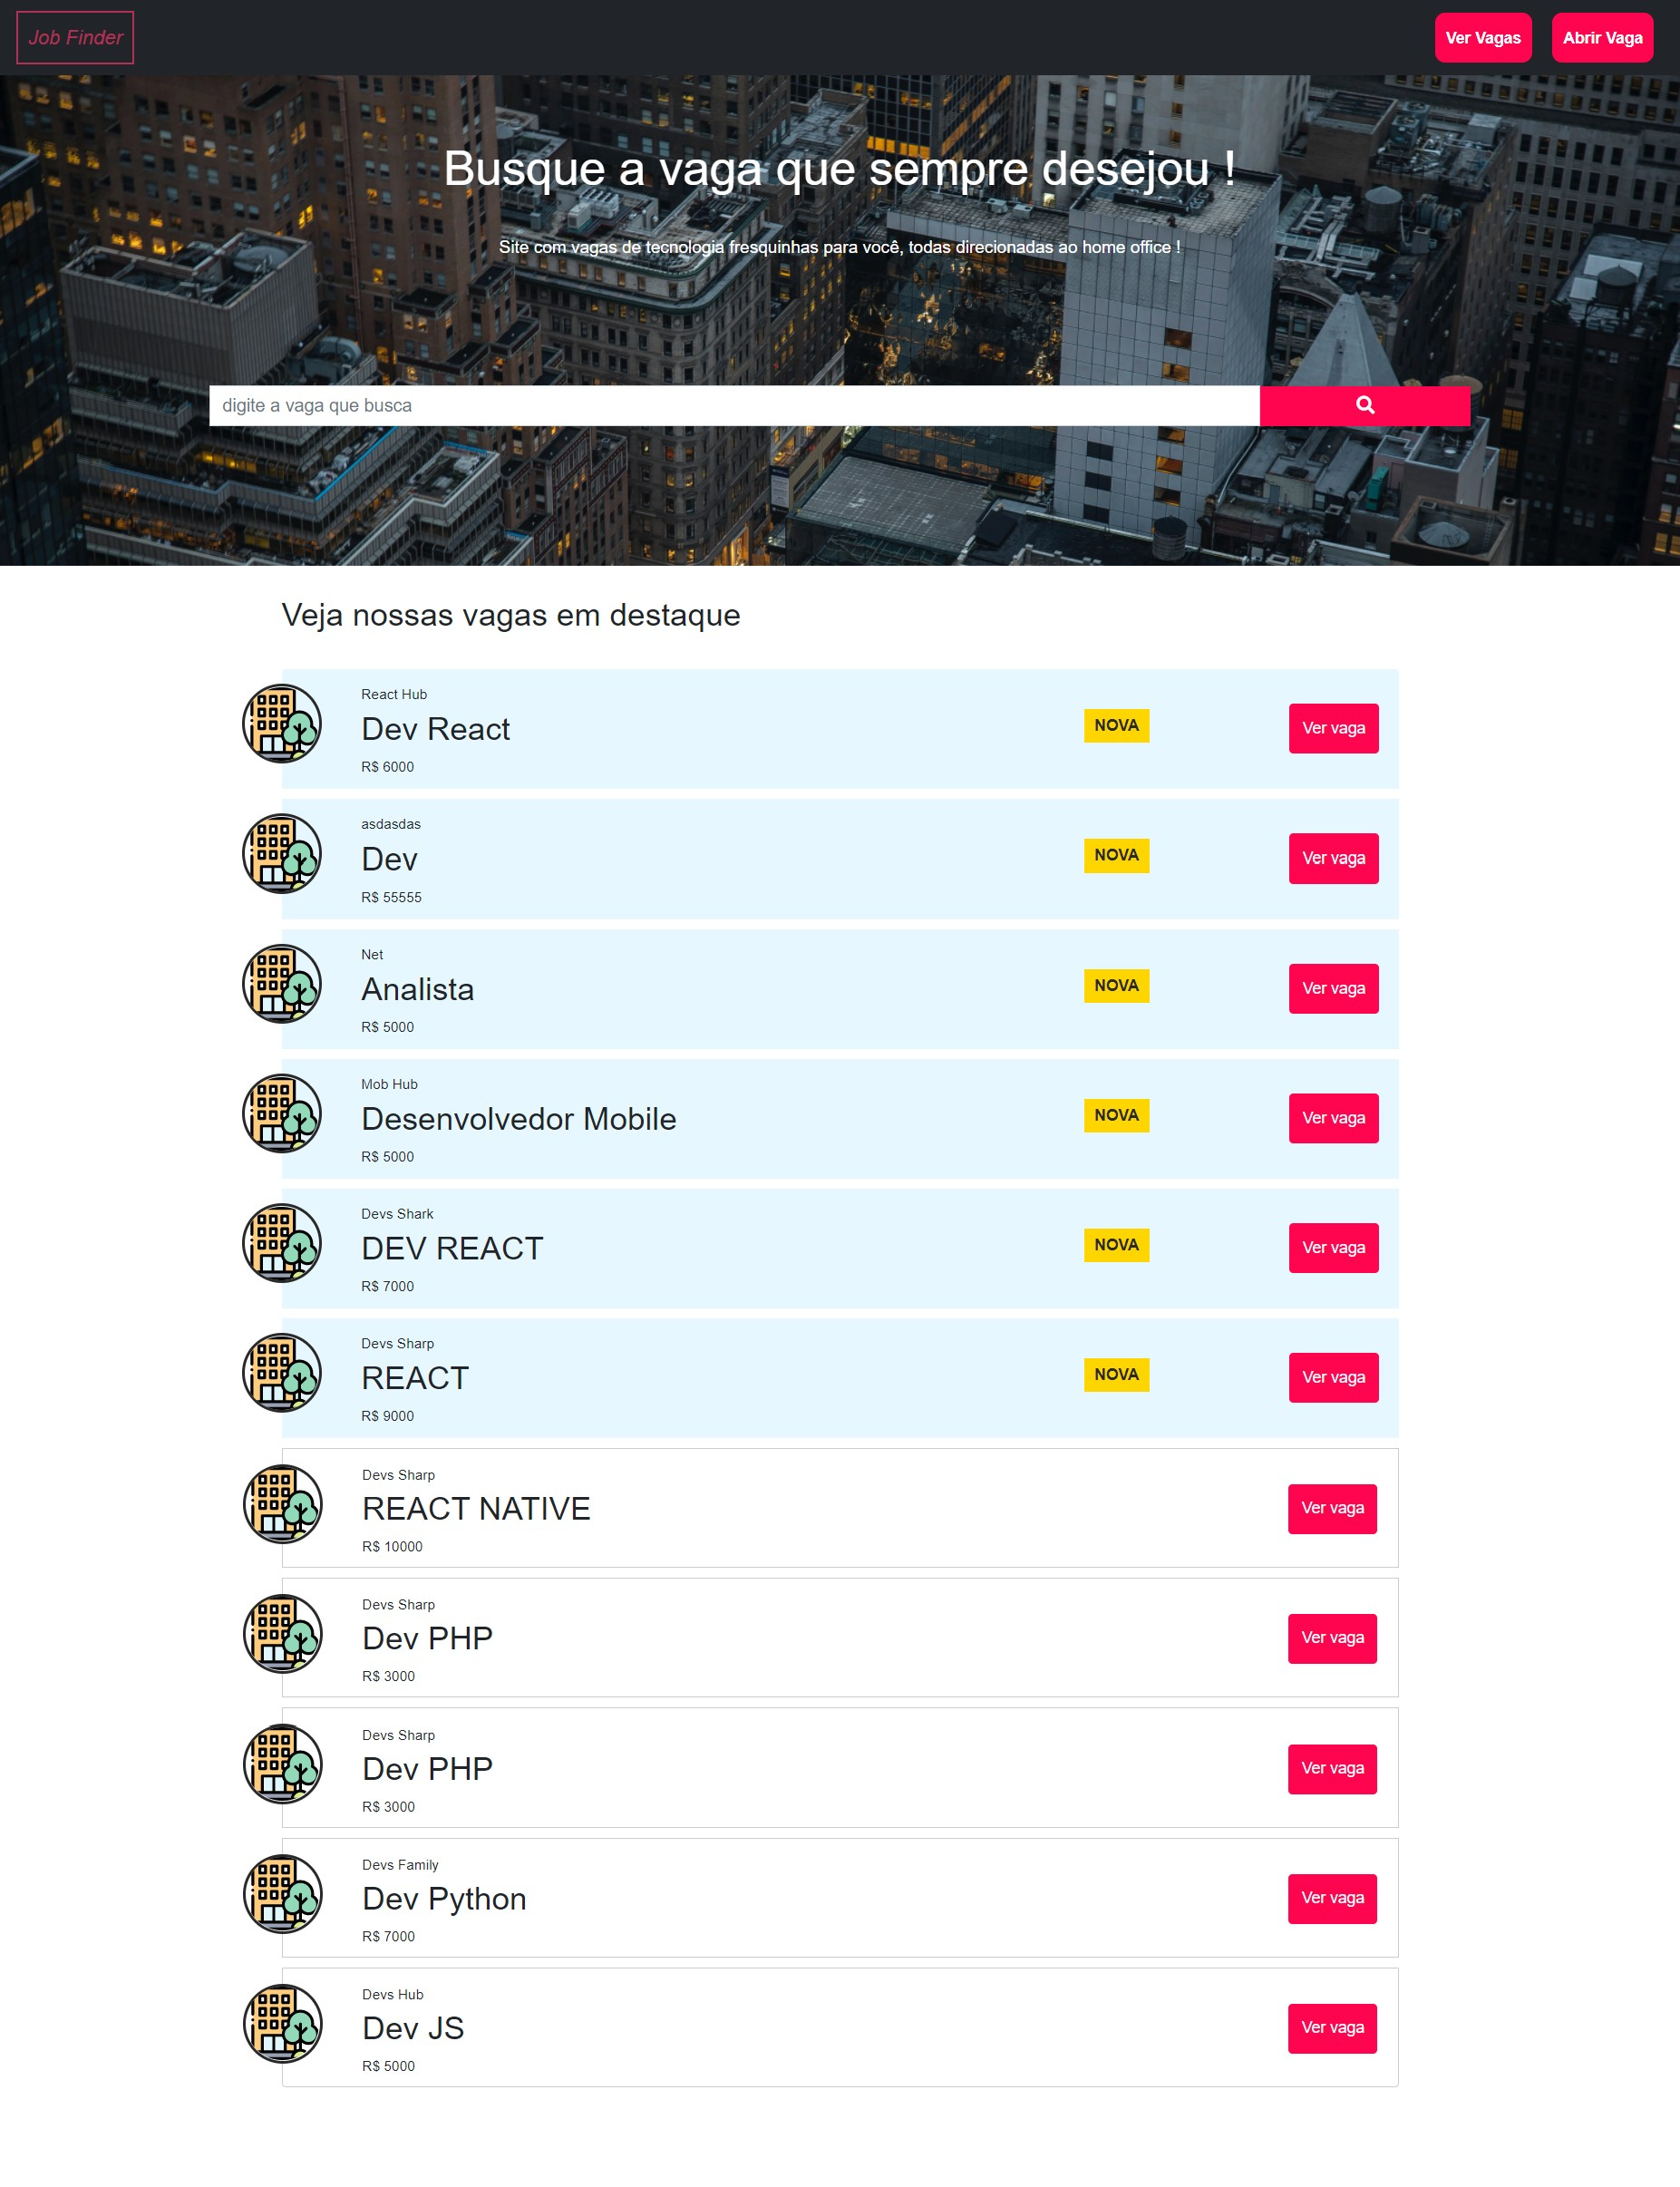 Job Finder
Ver Vagas
Abrir Vaga
Busque a vaga que sempre desejou !
Site com vagas de tecnologia fresquinhas para você, todas direcionadas ao home office !
digite a vaga que busca
Veja nossas vagas em destaque
React Hub
Dev React
NOVA
Ver vaga
R$ 6000
asdasdas
Dev
NOVA
Ver vaga
R$ 55555
Net
Analista
NOVA
Ver vaga
R$ 5000
Mob Hub
Desenvolvedor Mobile
NOVA
Ver vaga
R$ 5000
Devs Shark
DEV REACT
NOVA
Ver vaga
R$ 7000
Devs Sharp
REACT
NOVA
Ver vaga
R$ 9000
Devs Sharp
REACT NATIVE
Ver vaga
R$ 10000
Devs Sharp
Dev PHP
Ver vaga
R$ 3000
Devs Sharp
Dev PHP
Ver vaga
R$ 3000
Devs Family
Dev Python
Ver vaga
R$ 7000
Devs Hub
Dev JS
Ver vaga
R$ 5000